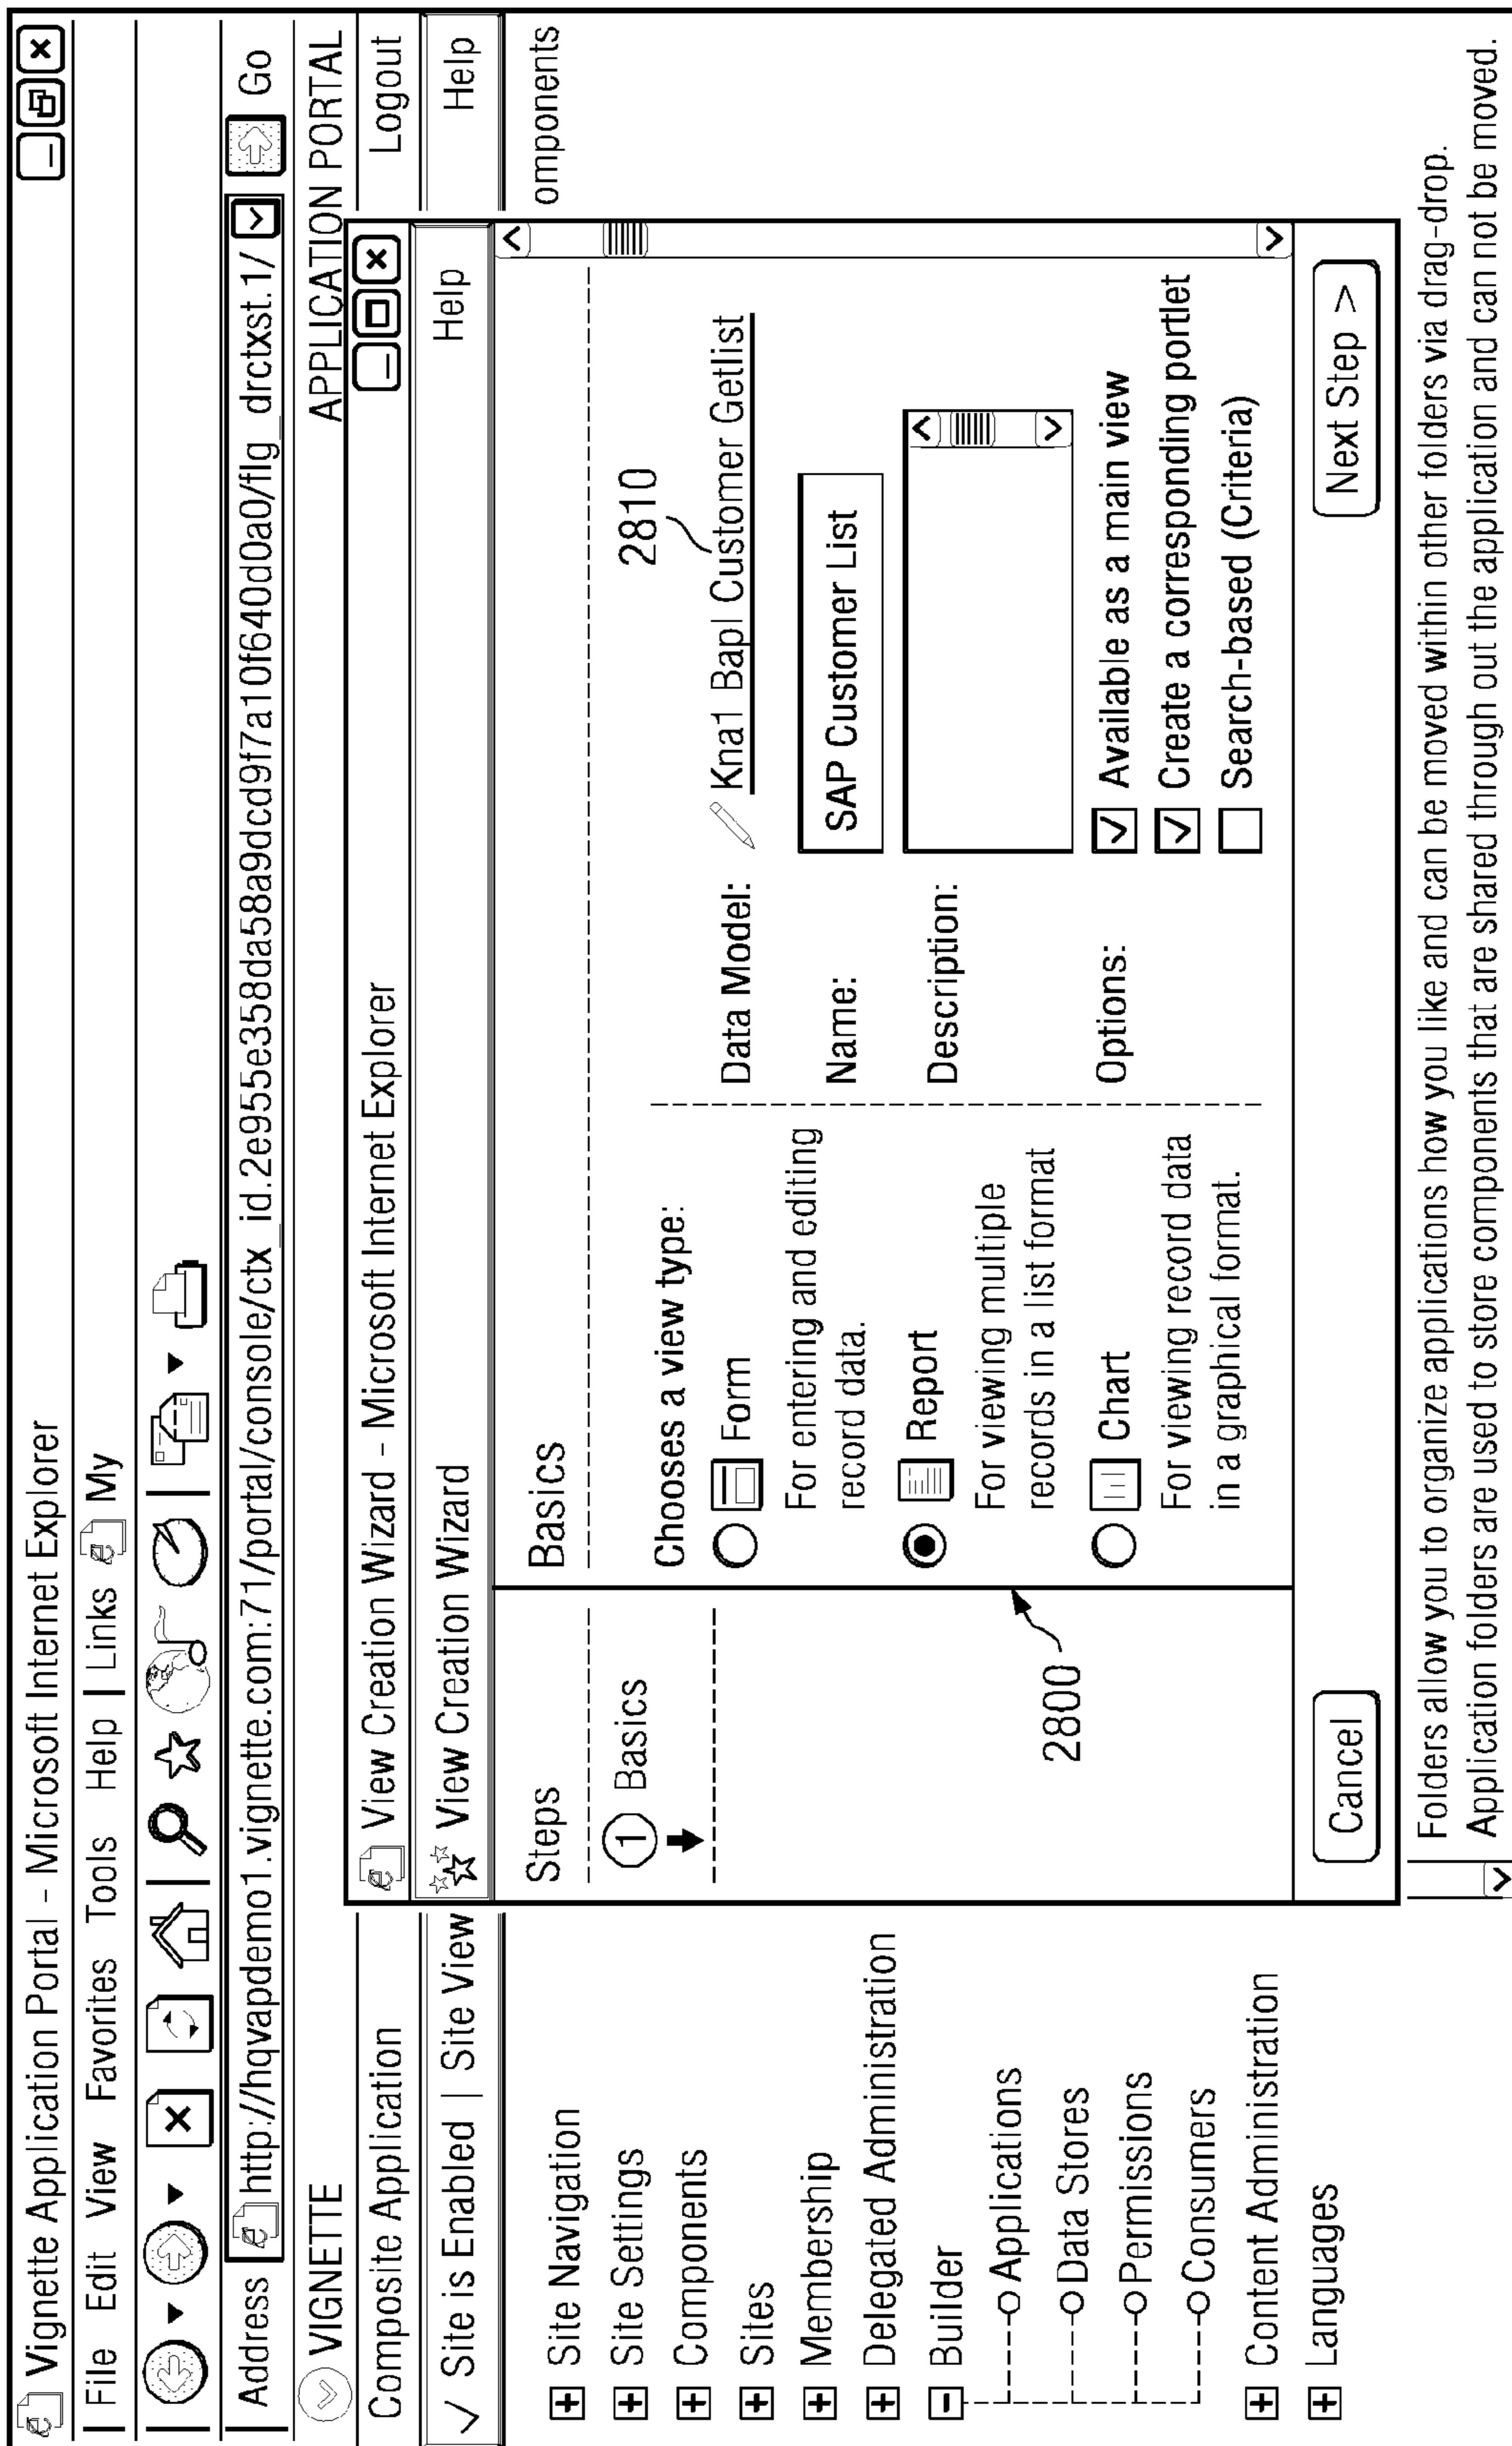 Vignette Application Portal - Microsoft Internet Explorer
File Edit View Favorites Tools Help | Links My
Address http://hqvapdemo1.vignette.com:71/portal/console/ctx_id.2e955e358da58a9dcd9f7a10f640d0a0/flg_drctxst.1/ Go
VIGNETTE APPLICATION PORTAL
Composite Application Logout
Site is Enabled | Site View Help
Site Navigation
Site Settings
Components
Sites
Membership
Delegated Administration
Builder
Applications
Data Stores
Permissions
Consumers
Content Administration
Languages
View Creation Wizard - Microsoft Internet Explorer
View Creation Wizard Help
omponents
Steps
1 Basics
2800
Basics
Chooses a view type:
Form
For entering and editing
record data.
Report
For viewing multiple
records in a list format
Chart
For viewing record data
in a graphical format.
2810
Data Model: Kna1 Bapl Customer Getlist
Name: SAP Customer List
Description:
Options: Available as a main view
Create a corresponding portlet
Search-based (Criteria)
Cancel Next Step >
Folders allow you to organize applications how you like and can be moved within other folders via drag-drop.
Application folders are used to store components that are shared through out the application and can not be moved.